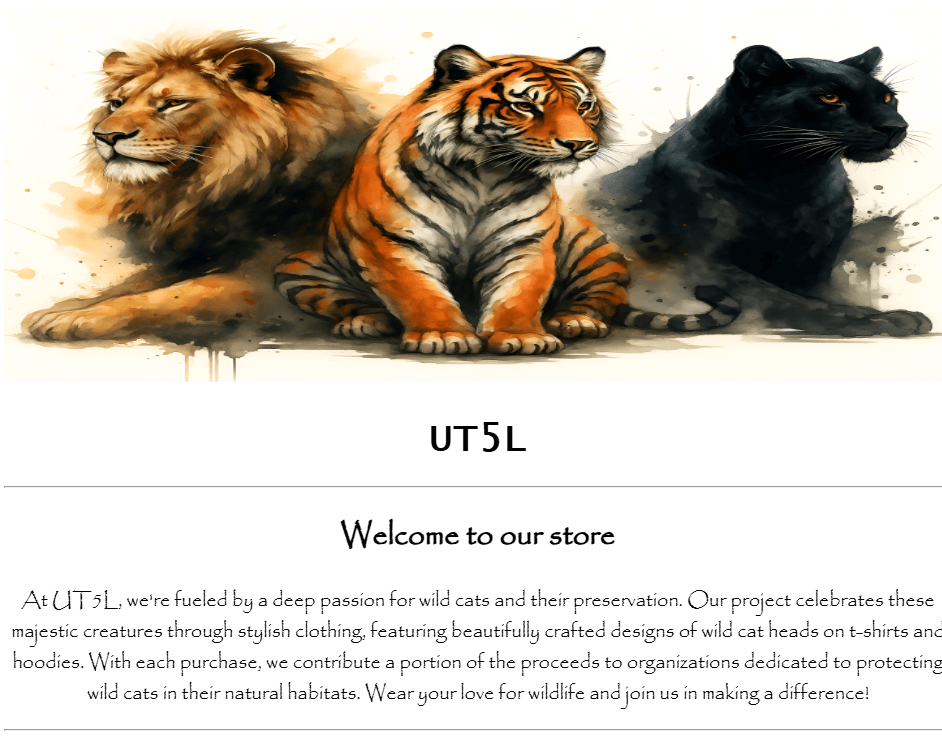 UT5L
Welcome to our store
At UT5L, we're fueled by a deep passion for wild cats and their preservation. Our project celebrates these
majestic creatures through stylish clothing, featuring beautifully crafted designs of wild cat heads on t-shirts and
hoodies. With each purchase, we contribute a portion of the proceeds to organizations dedicated to protecting
wild cats in their natural habitats. Wear your love for wildlife and join us in making a difference!